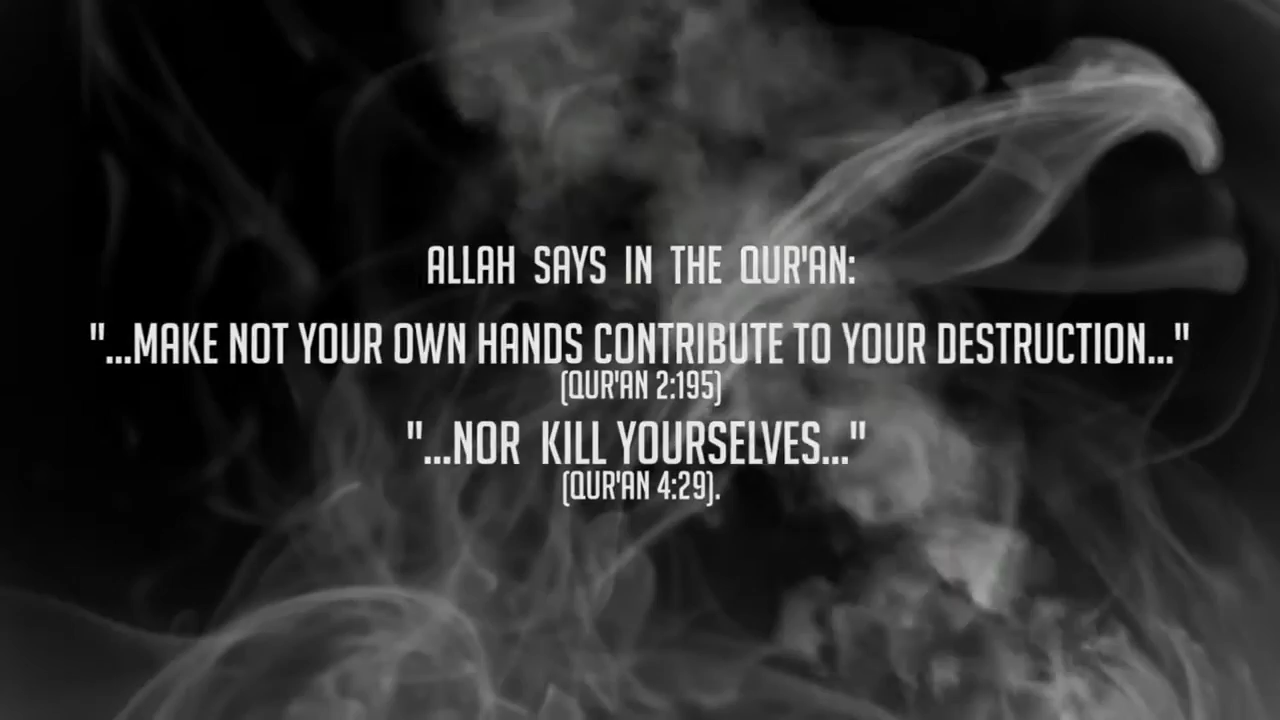 ALLAH SAYS IN THE QUR'AN:
"...MAKE NOT YOUR OWN HANDS CONTRIBUTE TO YOUR DESTRUCTION..."
(QUR'AN 2:195)
"...NOR KILL YOURSELVES..."
(QUR'AN 4:29).